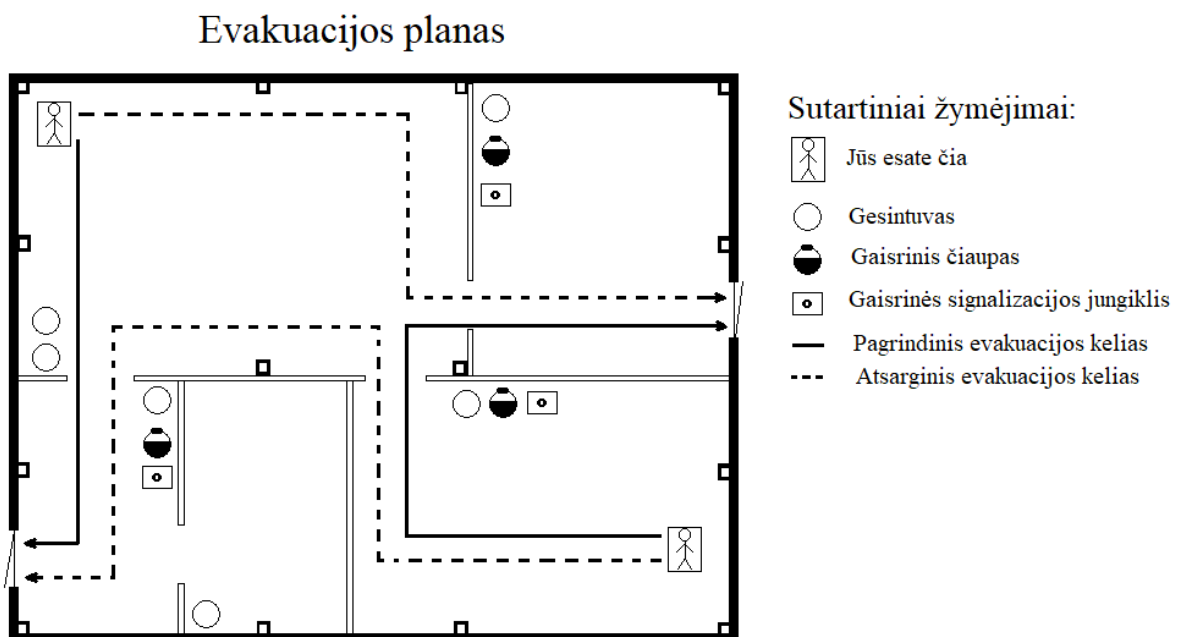 Evakuacijos planas
Sutartiniai žymėjimai:
Jūs esate čia
Gesintuvas
Gaisrinis čiaupas
Gaisrinės signalizacijos jungiklis
Pagrindinis evakuacijos kelias
Atsarginis evakuacijos kelias